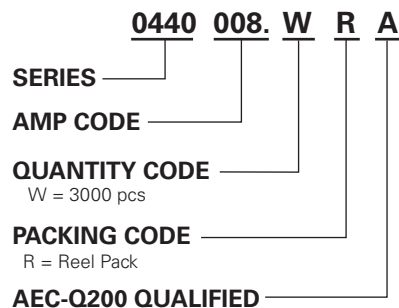 0440 008. W R A
SERIES
AMP CODE
QUANTITY CODE
W = 3000 pcs
PACKING CODE
R = Reel Pack
AEC-Q200 QUALIFIED